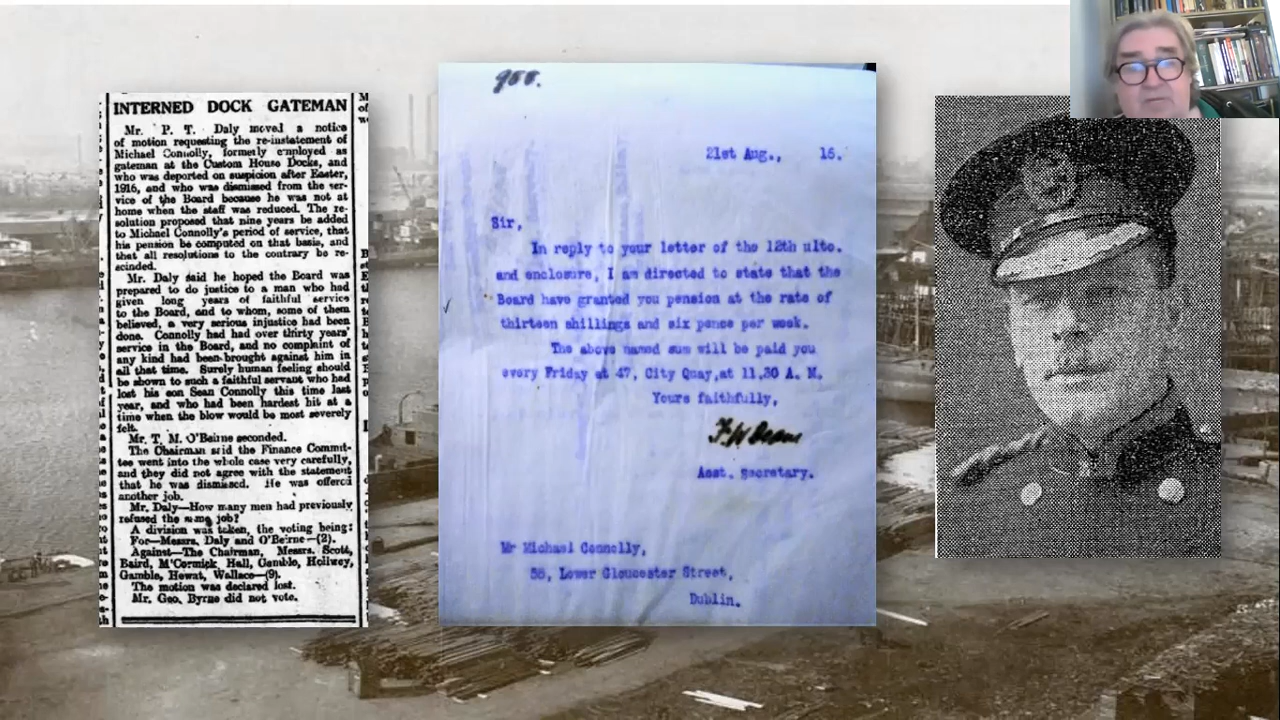 INTERNED DOCK GATEMAN
Mr. P. T. Daly moved a notice
of motion requesting the re-instatement of
Michael Connolly, formerly employed as
gateman at the Custom House Docks, and
who was deported on suspicion after Easter,
1916, and who was dismissed from the ser-
vice of the Board because he was not at
home when the staff was reduced. The re-
solution proposed that nine years be added
to Michael Connolly's period of service, that
his pension be computed on that basis, and
that all resolutions to the contrary be re-
scinded.
Mr. Daly said he hoped the Board was
prepared to do justice to a man who had
given long years of faithful service
to the Board, and to whom, some of them
believed, a very serious injustice had been
done. Connolly had had over thirty years'
service in the Board, and no complaint of
any kind had been brought against him in
all that time. Surely human feeling should
be shown to such a faithful servant who had
lost his son Sean Connolly this time last
year, and who had been hardest hit at a
time when the blow would be most severely
felt.
Mr. T. M. O'Beirne seconded.
The Chairman said the Finance Commit-
tee went into the whole case very carefully,
and they did not agree with the statement
that he was dismissed. He was offered
another job.
Mr. Daly—How many men had previously
refused the same job?
A division was taken, the voting being:
For—Messrs. Daly and O'Beirne—(2).
Against—The Chairman, Messrs. Scott,
Baird, M'Cormick, Hall, Gamble, Hollwey,
Gamble, Hewat, Wallace—(9).
The motion was declared lost.
Mr. Geo. Byrne did not vote.
21st Aug., 16.
Sir,
In reply to your letter of the 12th ulto.
and enclosure, I am directed to state that the
Board have granted you pension at the rate of
thirteen shillings and six pence per week.
The above named sum will be paid you
every Friday at 47, City Quay, at 11,30 A. M.
Yours faithfully,
Asst. Secretary.
Mr Michael Connolly,
58, Lower Gloucester Street,
Dublin.